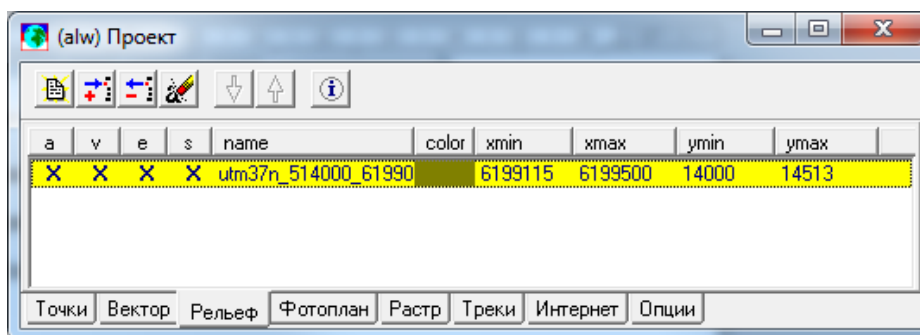 (alw) Проект
a v e s name color xmin xmax ymin ymax
X X X X utm37n_514000_61990 6199115 6199500 14000 14513
Точки Вектор Рельеф Фотоплан Растр Треки Интернет Опции